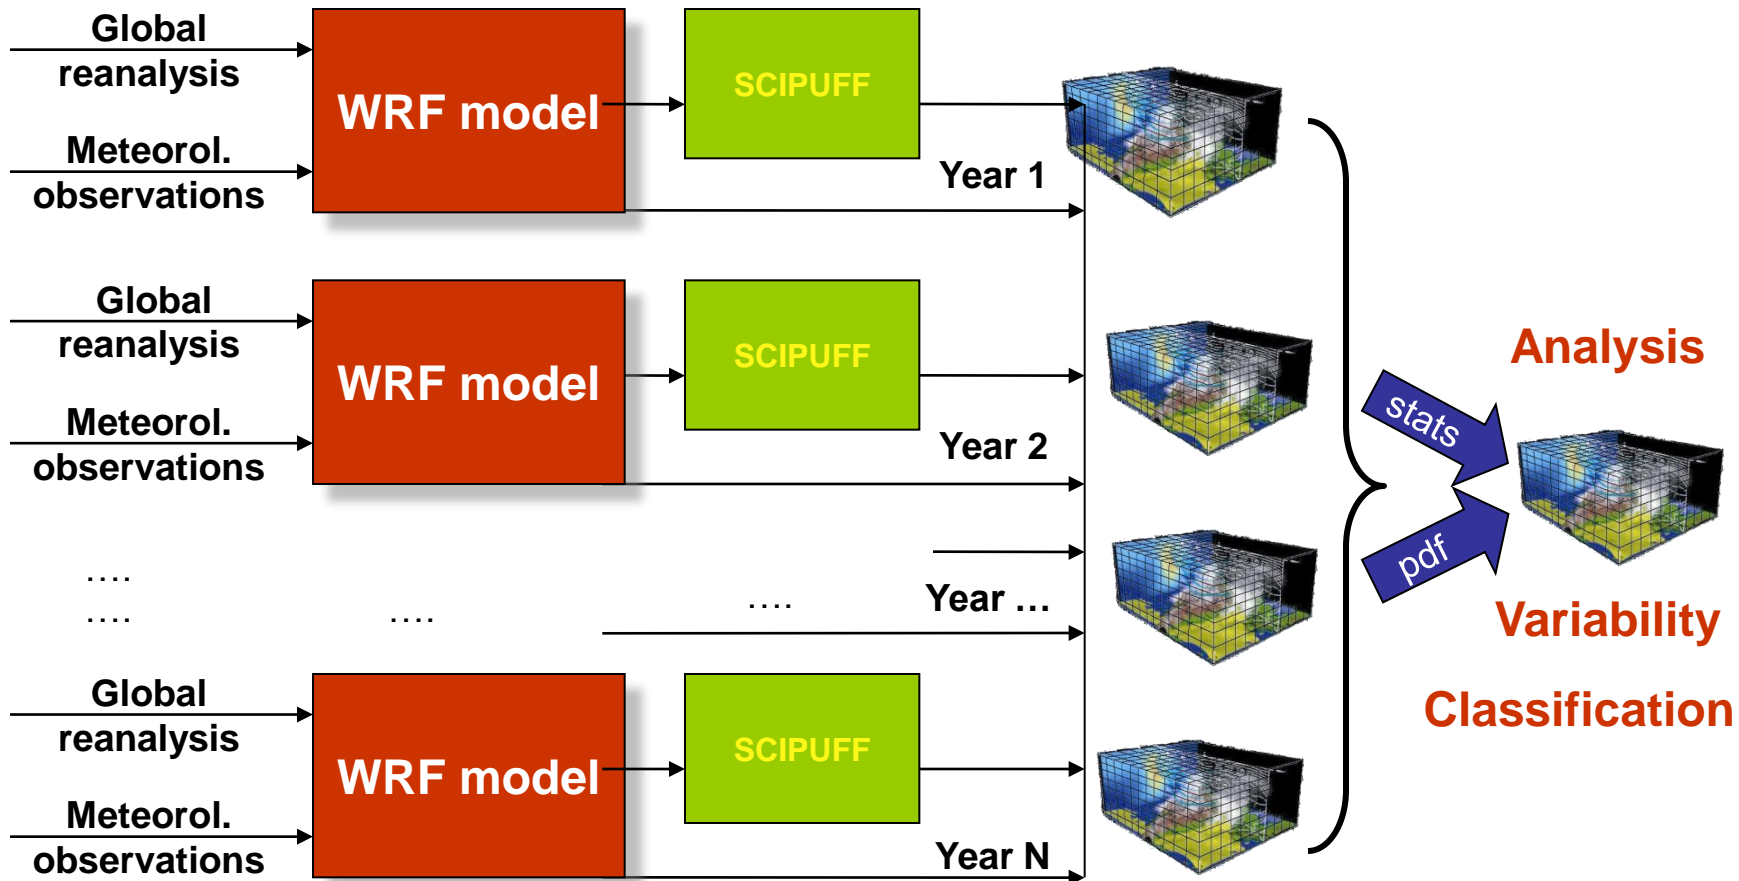 Global
reanalysis
Meteorol.
observations
WRF model
SCIPUFF
Year 1
Global
reanalysis
Meteorol.
observations
WRF model
SCIPUFF
Year 2
....
....
....
....
Year ...
Global
reanalysis
Meteorol.
observations
WRF model
SCIPUFF
Year N
Analysis
stats
pdf
Variability
Classification